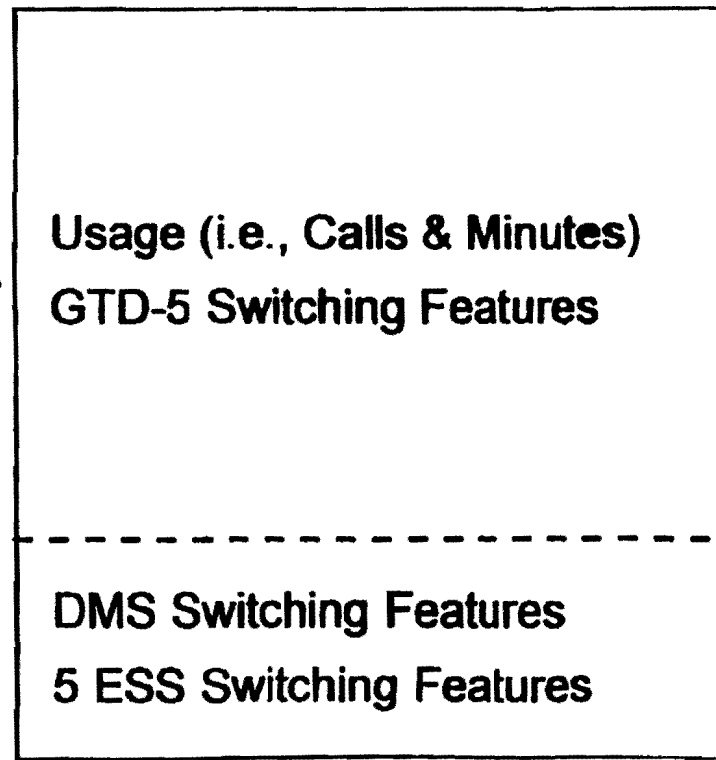 Usage (i.e., Calls & Minutes)
GTD-5 Switching Features
DMS Switching Features
5 ESS Switching Features